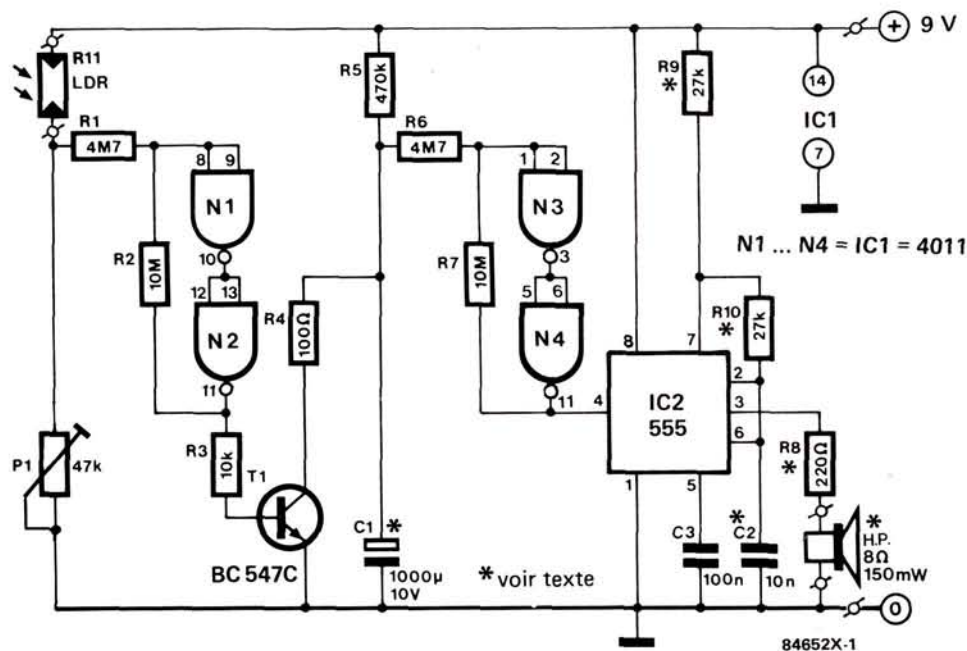 + 9 V
R11
LDR
R1
4M7
8 9
N1
10
12 13
N2
11
R2
10M
R3
10k
P1
47k
T1
BC 547C
R4
100Ω
R5
470k
R6
4M7
1 2
N3
3
5 6
N4
11
R7
10M
C1 *
1000µ
10V
* voir texte
R9
*
27k
14
IC1
7
N1 ... N4 = IC1 = 4011
R10
*
27k
8 7
4
IC2
555
2
3
6
1 5
R8
*
220Ω
C3
100n
*
C2
10n
*
H.P.
8Ω
150mW
0
84652X-1